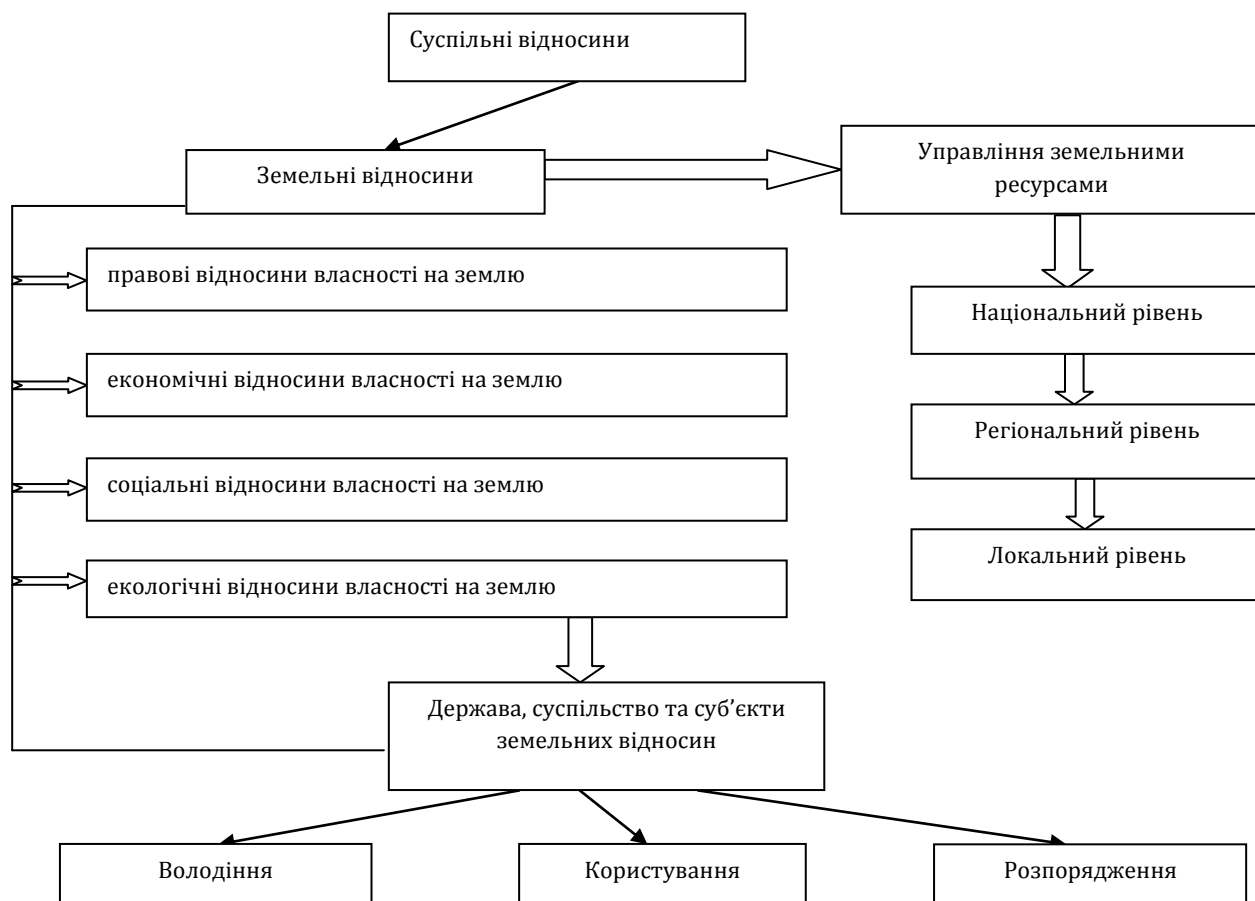 Суспільні відносини
Земельні відносини
Управління земельними
ресурсами
правові відносини власності на землю
економічні відносини власності на землю
соціальні відносини власності на землю
екологічні відносини власності на землю
Національний рівень
Регіональний рівень
Локальний рівень
Держава, суспільство та суб’єкти
земельних відносин
Володіння
Користування
Розпорядження